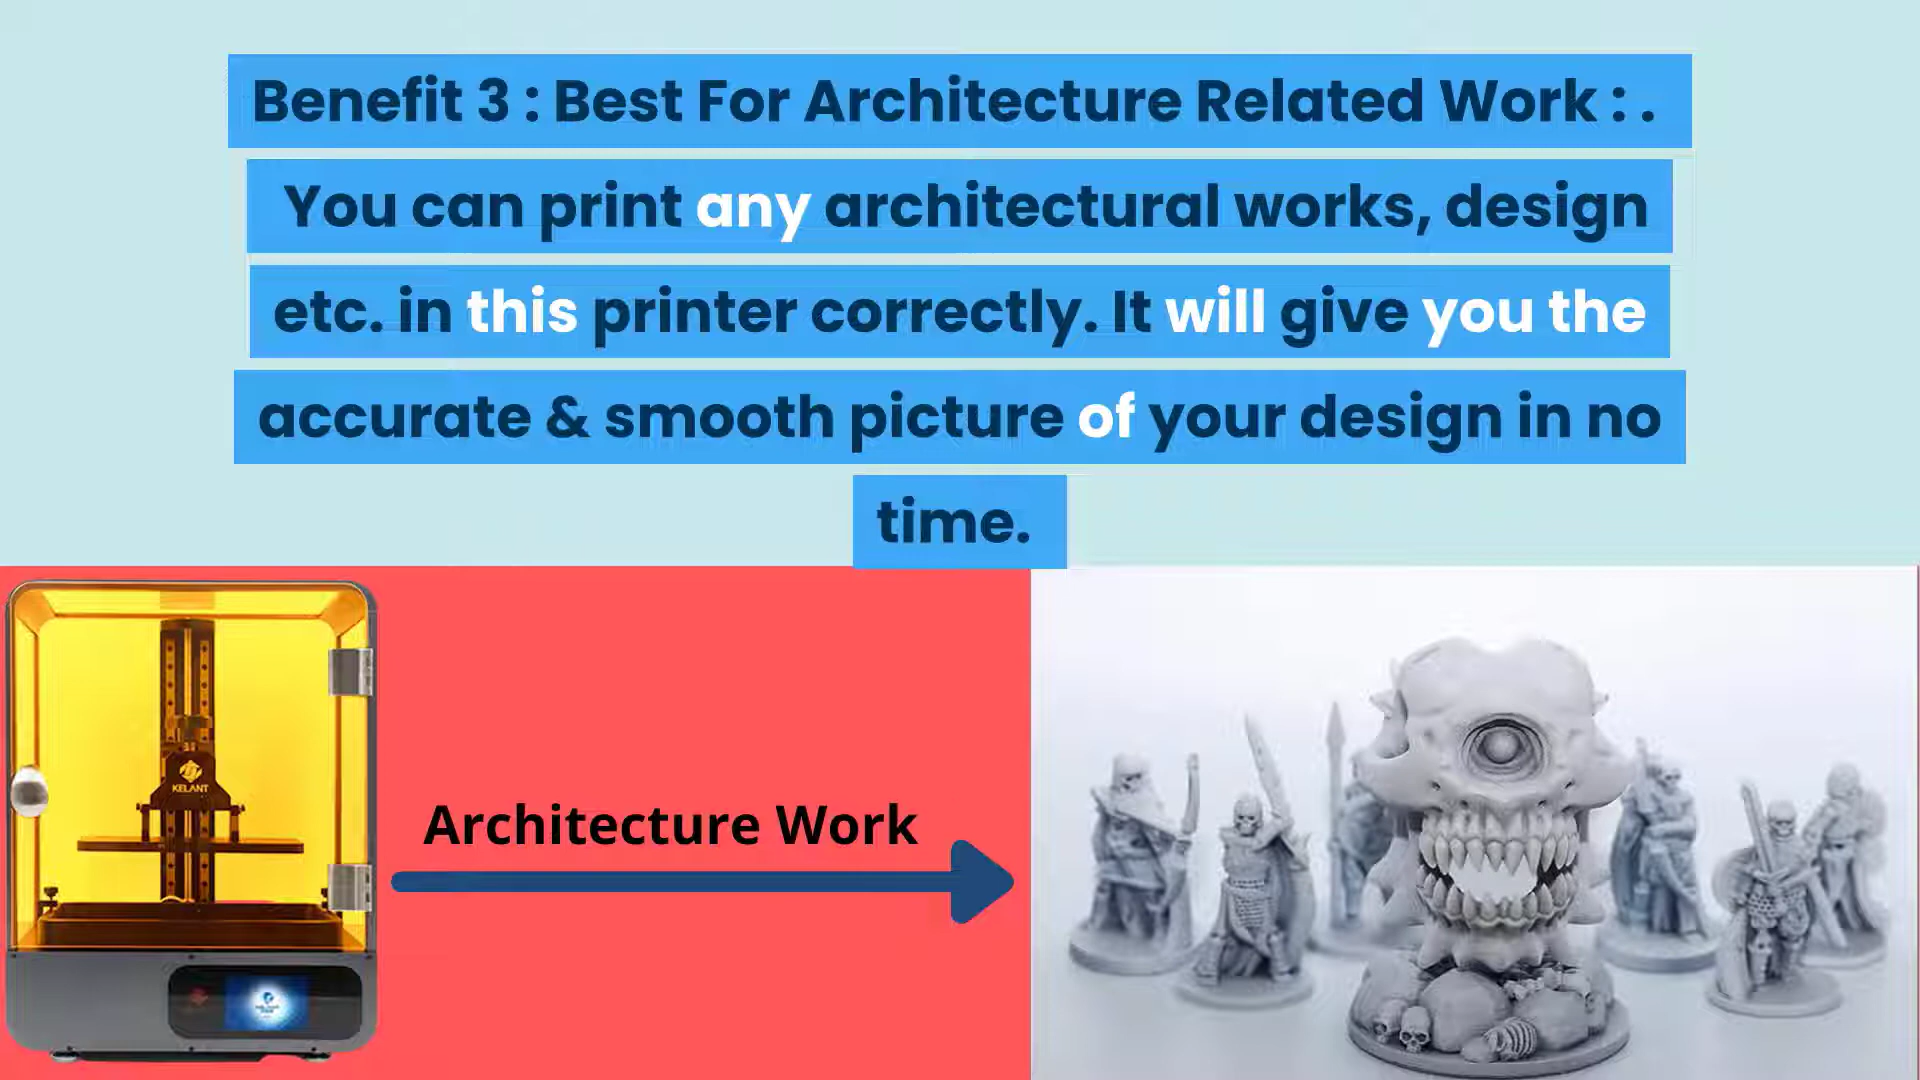 Benefit 3 : Best For Architecture Related Work : .
You can print any architectural works, design
etc. in this printer correctly. It will give you the
accurate & smooth picture of your design in no
time.
KELANT
Architecture Work